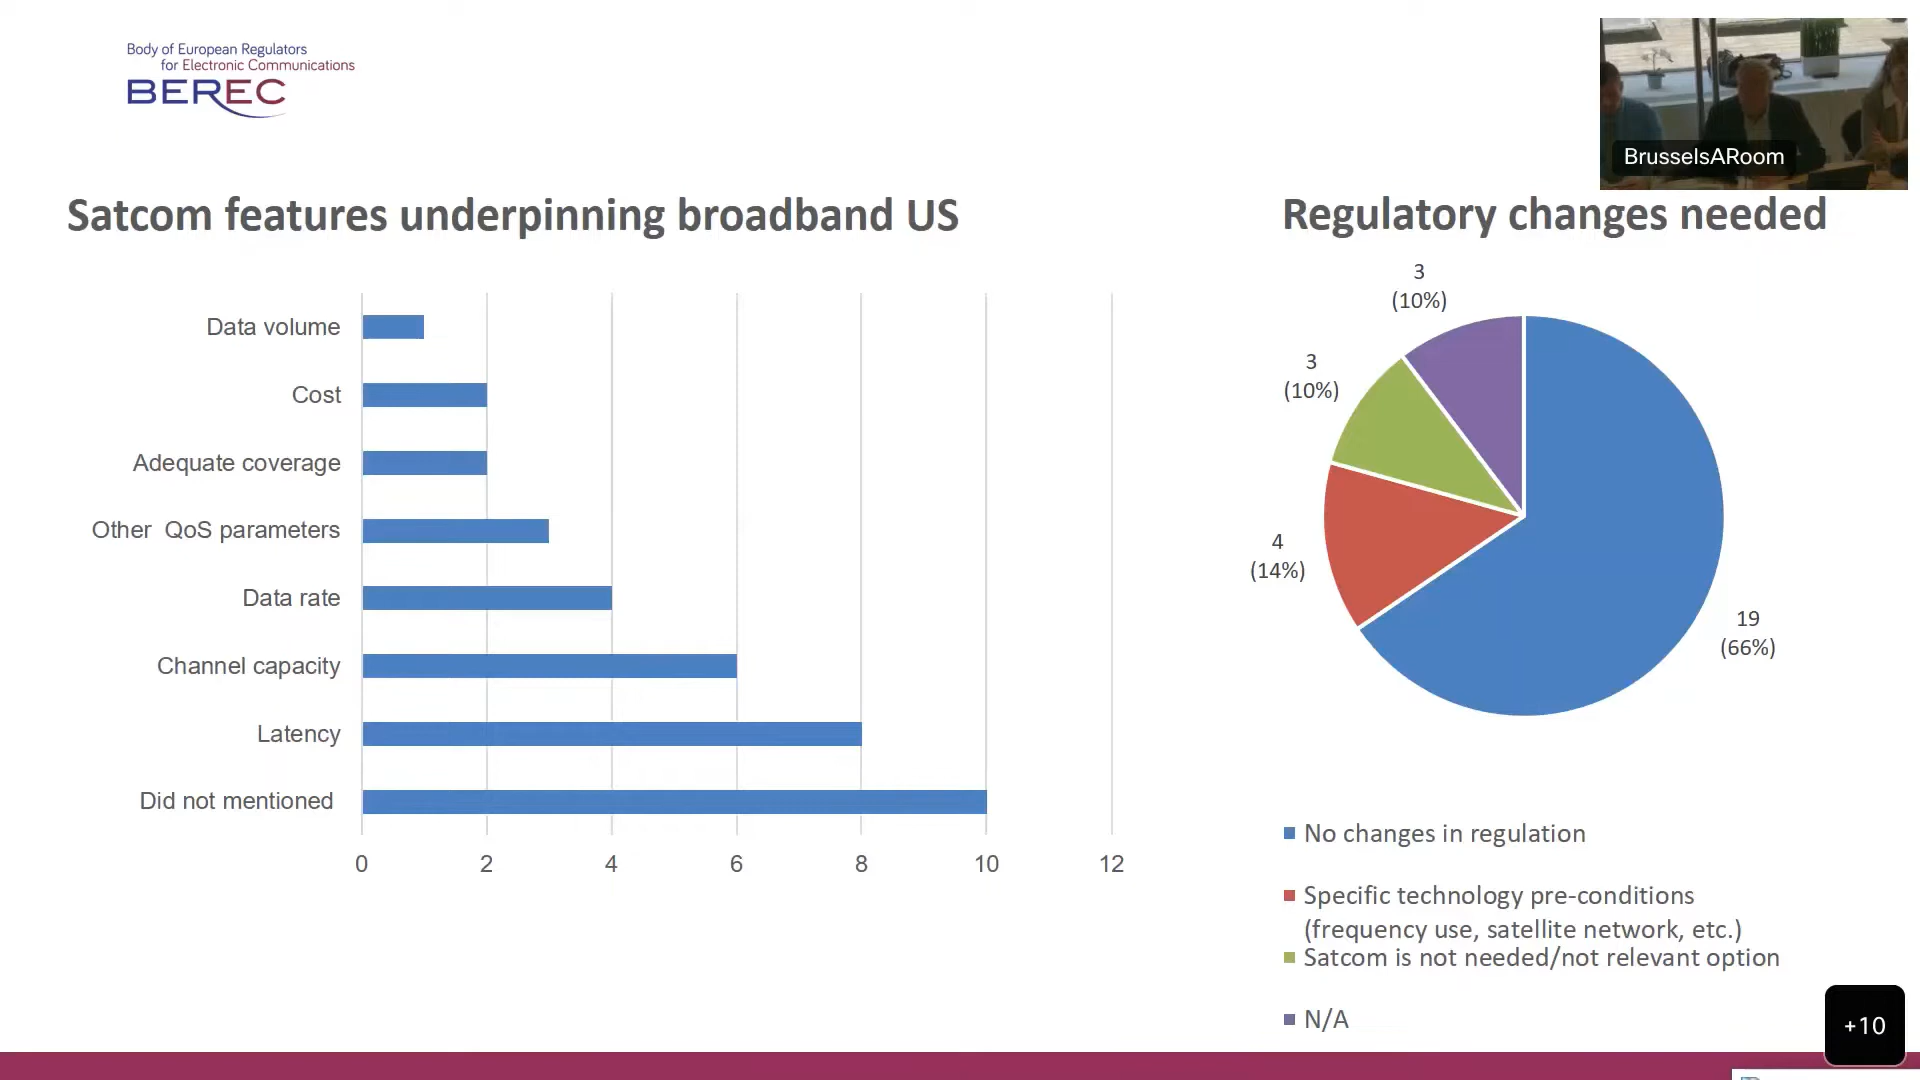 Body of European Regulators
for Electronic Communications
BEREC
BrusselsARoom
Satcom features underpinning broadband US
Data volume
Cost
Adequate coverage
Other  QoS parameters
Data rate
Channel capacity
Latency
Did not mentioned
0 2 4 6 8 10 12
Regulatory changes needed
3
(10%)
3
(10%)
4
(14%)
19
(66%)
No changes in regulation
Specific technology pre-conditions
(frequency use, satellite network, etc.)
Satcom is not needed/not relevant option
N/A
+10